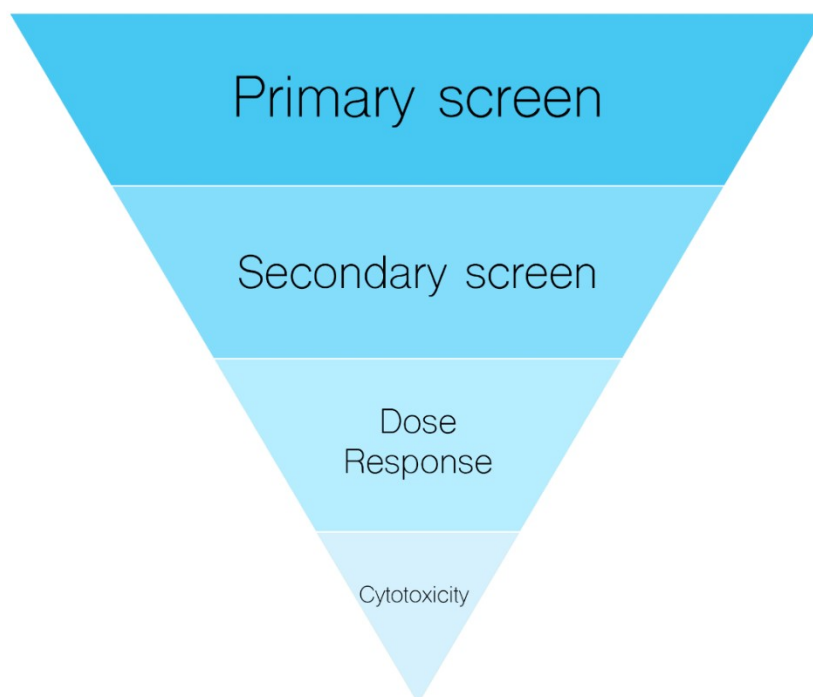 Primary screen
Secondary screen
Dose
Response
Cytotoxicity